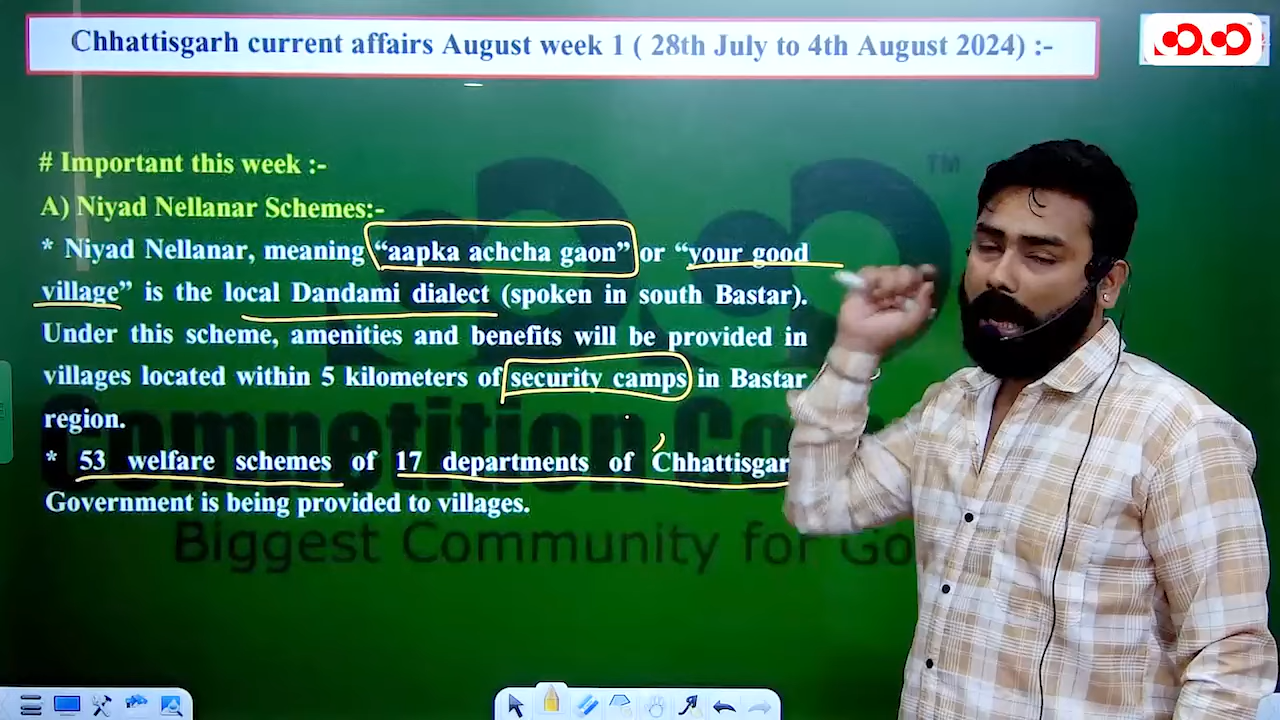 Chhattisgarh current affairs August week 1 ( 28th July to 4th August 2024) :-
TM
# Important this week :-
A) Niyad Nellanar Schemes:-
* Niyad Nellanar, meaning “aapka achcha gaon” or “your good
village” is the local Dandami dialect (spoken in south Bastar).
Under this scheme, amenities and benefits will be provided in
villages located within 5 kilometers of security camps in Bastar
region.
* 53 welfare schemes of 17 departments of Chhattisgar
Government is being provided to villages.
Competition
Biggest Community for